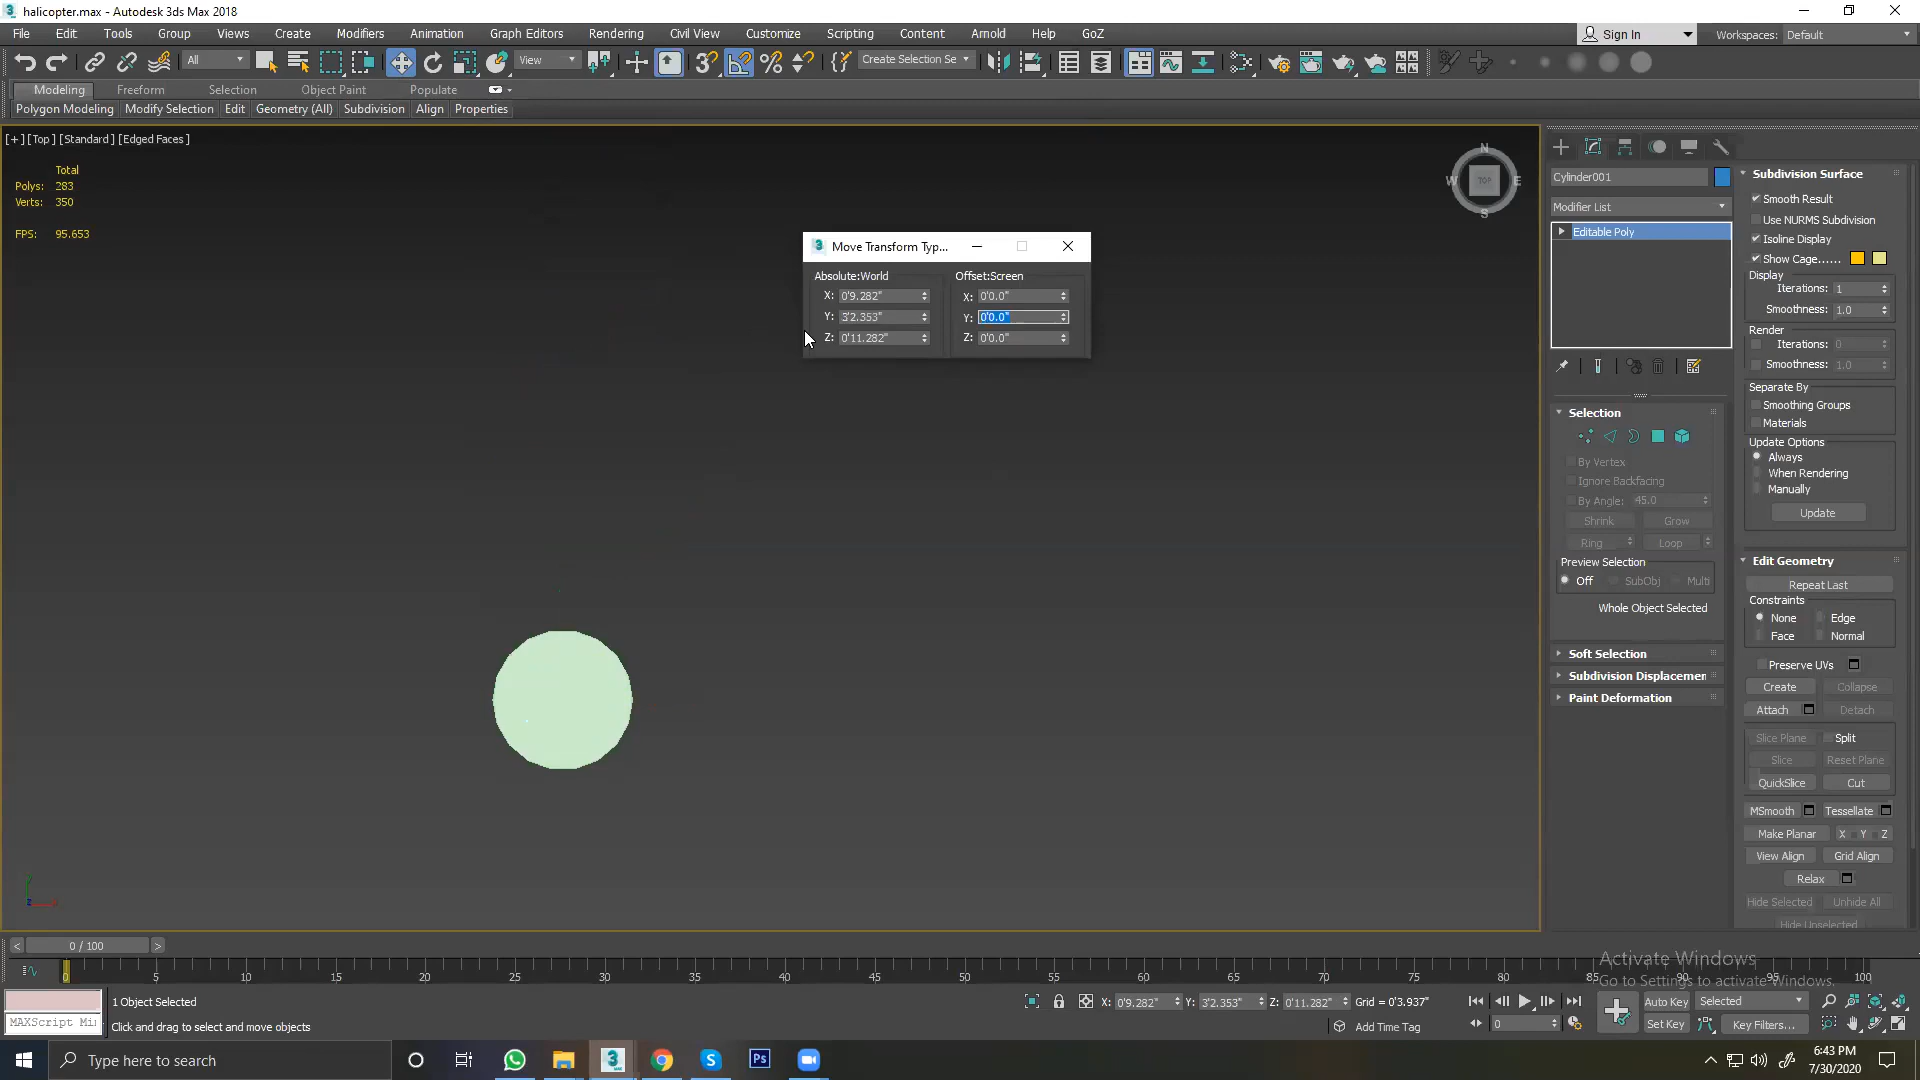 halicopter.max - Autodesk 3ds Max 2018
File Edit Tools Group Views Create Modifiers Animation Graph Editors Rendering Civil View Customize Scripting Content Arnold Help GoZ
Sign In Workspaces: Default
All View Create Selection Se
Modeling Freeform Selection Object Paint Populate
Polygon Modeling Modify Selection Edit Geometry (All) Subdivision Align Properties
[+] [Top] [Standard] [Edged Faces]
Total
Polys: 283
Verts: 350
FPS: 95.653
N
W TOP E
S
Move Transform Typ...
Absolute:World Offset:Screen
X: 0'9.282" X: 0'0.0"
Y: 3'2.353" Y: 0'0.0"
Z: 0'11.282" Z: 0'0.0"
Cylinder001
Modifier List
Editable Poly
Selection
By Vertex
Ignore Backfacing
By Angle: 45.0
Shrink Grow
Ring Loop
Preview Selection
Off SubObj Multi
Whole Object Selected
Soft Selection
Subdivision Displacemen
Paint Deformation
Subdivision Surface
Smooth Result
Use NURMS Subdivision
Isoline Display
Show Cage......
Display
Iterations: 1
Smoothness: 1.0
Render
Iterations: 0
Smoothness: 1.0
Separate By
Smoothing Groups
Materials
Update Options
Always
When Rendering
Manually
Update
Edit Geometry
Repeat Last
Constraints
None Edge
Face Normal
Preserve UVs
Create Collapse
Attach Detach
Slice Plane Split
Slice Reset Plane
QuickSlice Cut
MSmooth Tessellate
Make Planar X Y Z
View Align Grid Align
Relax
Hide Selected Unhide All
Hide Unselected
Activate Windows
Go to Settings to activate Windows.
< 0 / 100 >
0 5 10 15 20 25 30 35 40 45 50 55 60 65 70 75 80 85 90 95 100
1 Object Selected X: 0'9.282" Y: 3'2.353" Z: 0'11.282" Grid = 0'3.937" Auto Key Selected
MAXScript Mi Click and drag to select and move objects Add Time Tag 0 Set Key Key Filters...
Type here to search
6:43 PM
7/30/2020